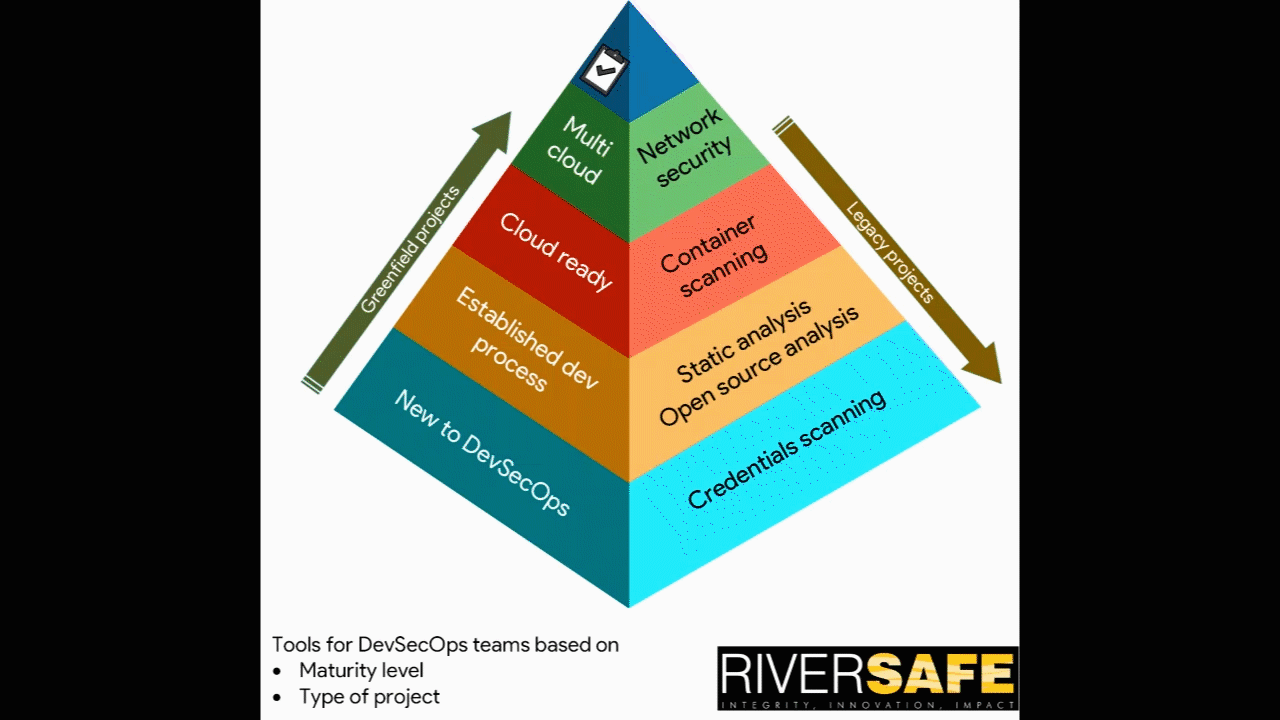 Multi
cloud
Network
security
Cloud ready
Container
scanning
Established dev
process
Static analysis
Open source analysis
New to DevSecOps
Credentials scanning
Greenfield projects
Legacy projects
Tools for DevSecOps teams based on
• Maturity level
• Type of project
RIVERSAFE
INTEGRITY, INNOVATION, IMPACT